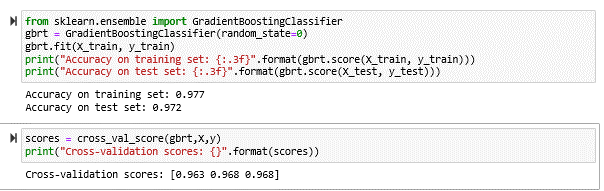 from sklearn.ensemble import GradientBoostingClassifier
gbrt = GradientBoostingClassifier(random_state=0)
gbrt.fit(X_train, y_train)
print("Accuracy on training set: {:.3f}".format(gbrt.score(X_train, y_train)))
print("Accuracy on test set: {:.3f}".format(gbrt.score(X_test, y_test)))
Accuracy on training set: 0.977
Accuracy on test set: 0.972
scores = cross_val_score(gbrt,X,y)
print("Cross-validation scores: {}".format(scores))
Cross-validation scores: [0.963 0.968 0.968]